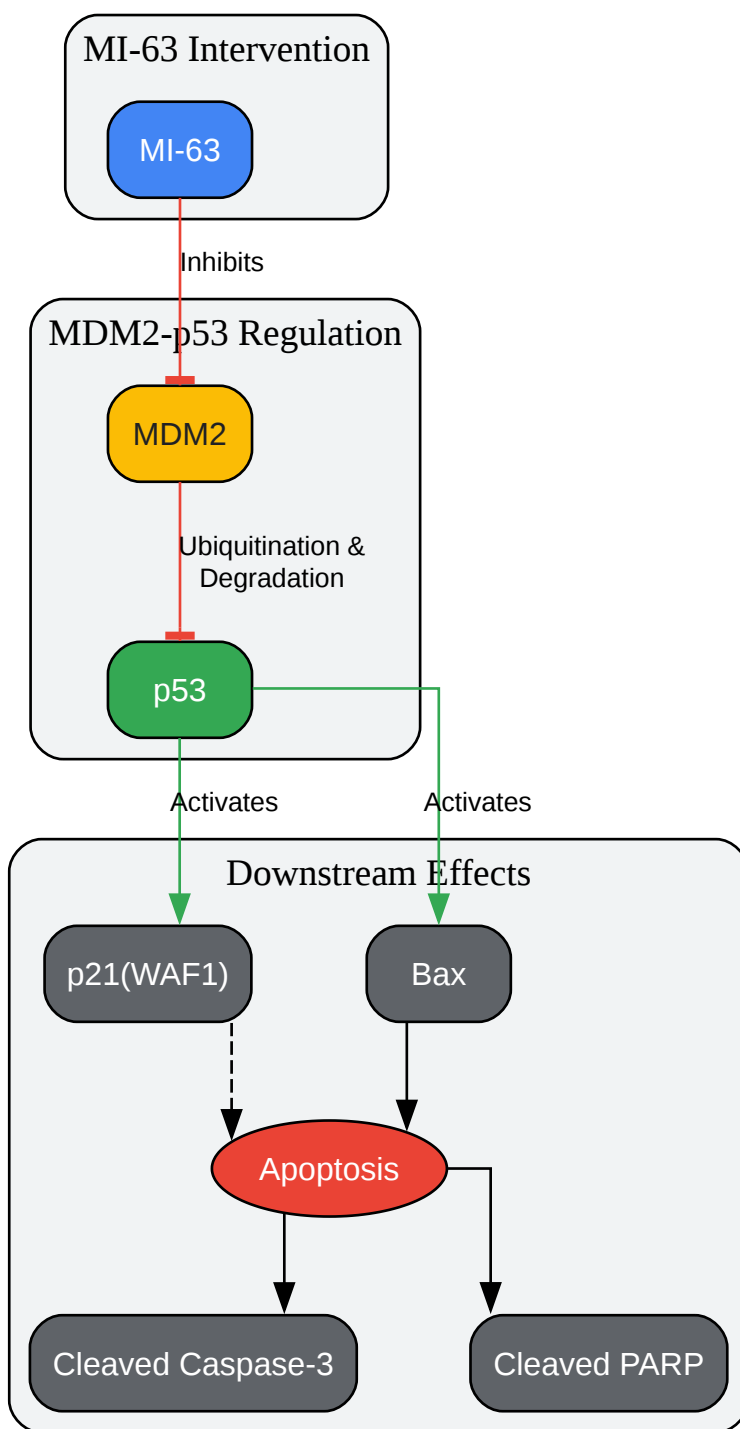 MI-63 Intervention
MI-63
Inhibits
MDM2-p53 Regulation
MDM2
Ubiquitination &
Degradation
p53
Activates
Activates
Downstream Effects
p21(WAF1)
Bax
Apoptosis
Cleaved Caspase-3
Cleaved PARP